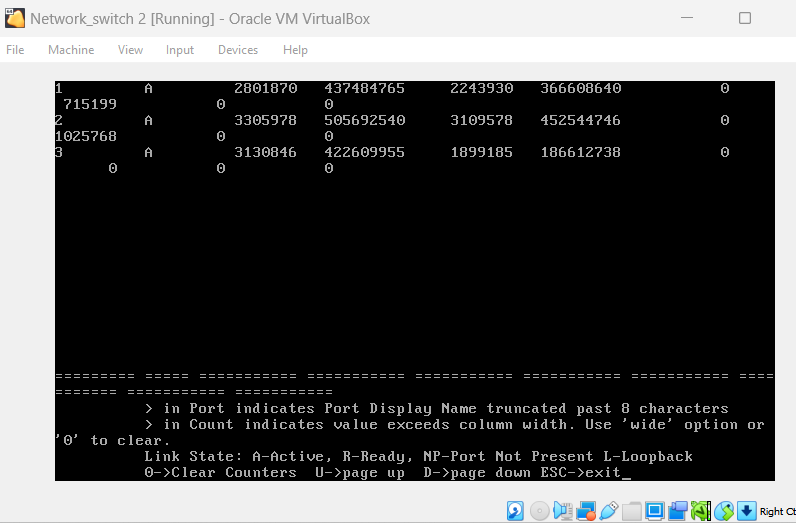 Network_switch 2 [Running] - Oracle VM VirtualBox
File Machine View Input Devices Help
1 A 2801870 437484765 2243930 366608640 0
715199 0 0
2 A 3305978 505692540 3109578 452544746 0
1025768 0 0
3 A 3130846 422609955 1899185 186612738 0
0 0 0
========= ===== =========== =========== =========== =========== =========== ====
======= =========== ===========
> in Port indicates Port Display Name truncated past 8 characters
> in Count indicates value exceeds column width. Use 'wide' option or
'0' to clear.
Link State: A-Active, R-Ready, NP-Port Not Present L-Loopback
0->Clear Counters U->page up D->page down ESC->exit_
Right Ct